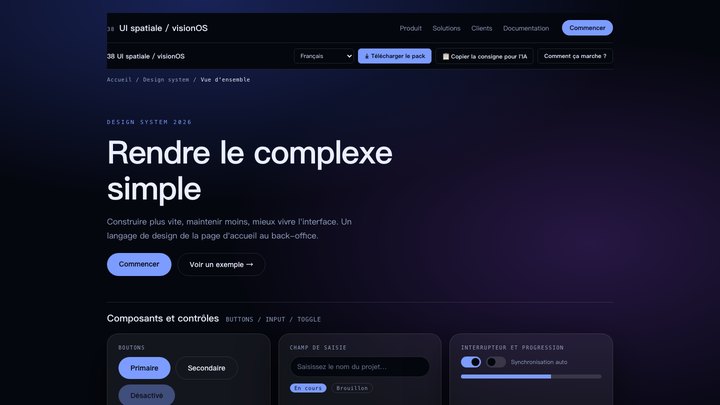 38 UI spatiale / visionOS
Produit Solutions Clients Documentation Commencer
38 UI spatiale / visionOS
Français
⤓ Télécharger le pack
📋 Copier la consigne pour l'IA
Comment ça marche ?
Accueil / Design system / Vue d'ensemble
DESIGN SYSTEM 2026
Rendre le complexe
simple
Construire plus vite, maintenir moins, mieux vivre l'interface. Un
langage de design de la page d'accueil au back-office.
Commencer
Voir un exemple →
Composants et contrôles BUTTONS / INPUT / TOGGLE
BOUTONS
Primaire
Secondaire
Désactivé
CHAMP DE SAISIE
Saisissez le nom du projet…
En cours
Brouillon
INTERRUPTEUR ET PROGRESSION
Synchronisation auto